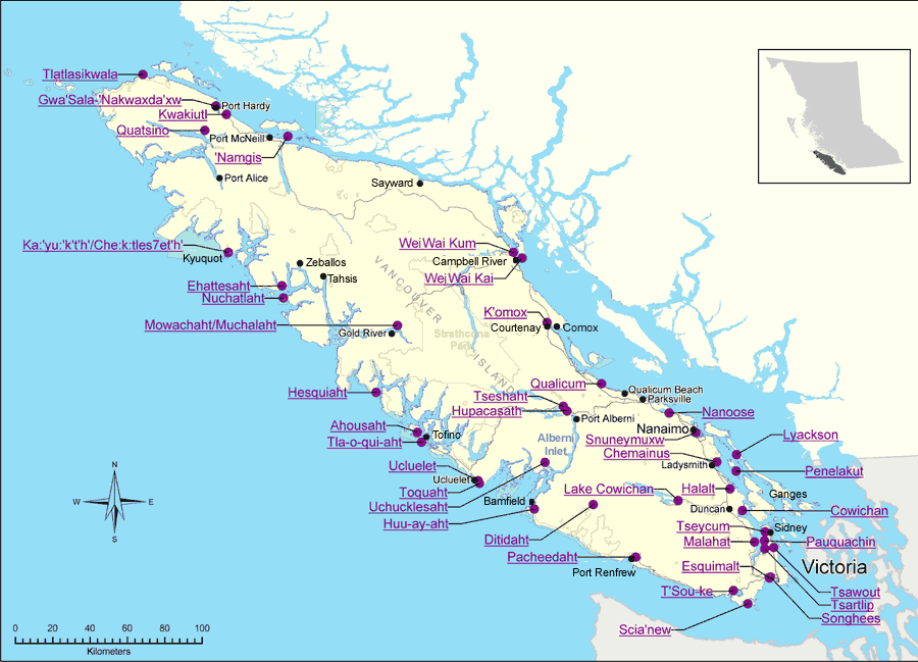 Tlatlasikwala
Gwa'Sala-'Nakwaxda'xw
Port Hardy
Kwakiutl
Quatsino
Port McNeill
'Namgis
Port Alice
Sayward
Ka:'yu:'k't'h'/Che:k:tles7et'h'
Kyuquot
WeiWai Kum
Campbell River
WeiWai Kai
Zeballos
Tahsis
Ehattesaht
Nuchatlaht
VANCOUVER
ISLAND
K'omox
Courtenay
Comox
Mowachaht/Muchalaht
Gold River
Strathcona
Park
Hesquiaht
Qualicum
Qualicum Beach
Parksville
Tseshaht
Hupacasath
Port Alberni
Nanoose
Nanaimo
Snuneymuxw
Ahousaht
Tofino
Tla-o-qui-aht
Alberni
Inlet
Chemainus
Lyackson
Ladysmith
Penelakut
Ucluelet
Ucluelet
Toquaht
Uchucklesaht
Bamfield
Huu-ay-aht
Lake Cowichan
Halalt
Ganges
Duncan
Cowichan
Ditidaht
Tseycum
Sidney
Malahat
Pauquachin
Pacheedaht
Port Renfrew
Esquimalt
Victoria
T'Sou-ke
Tsawout
Tsartlip
Songhees
Scia'new
N
W
E
S
0 20 40 60 80 100
Kilometers